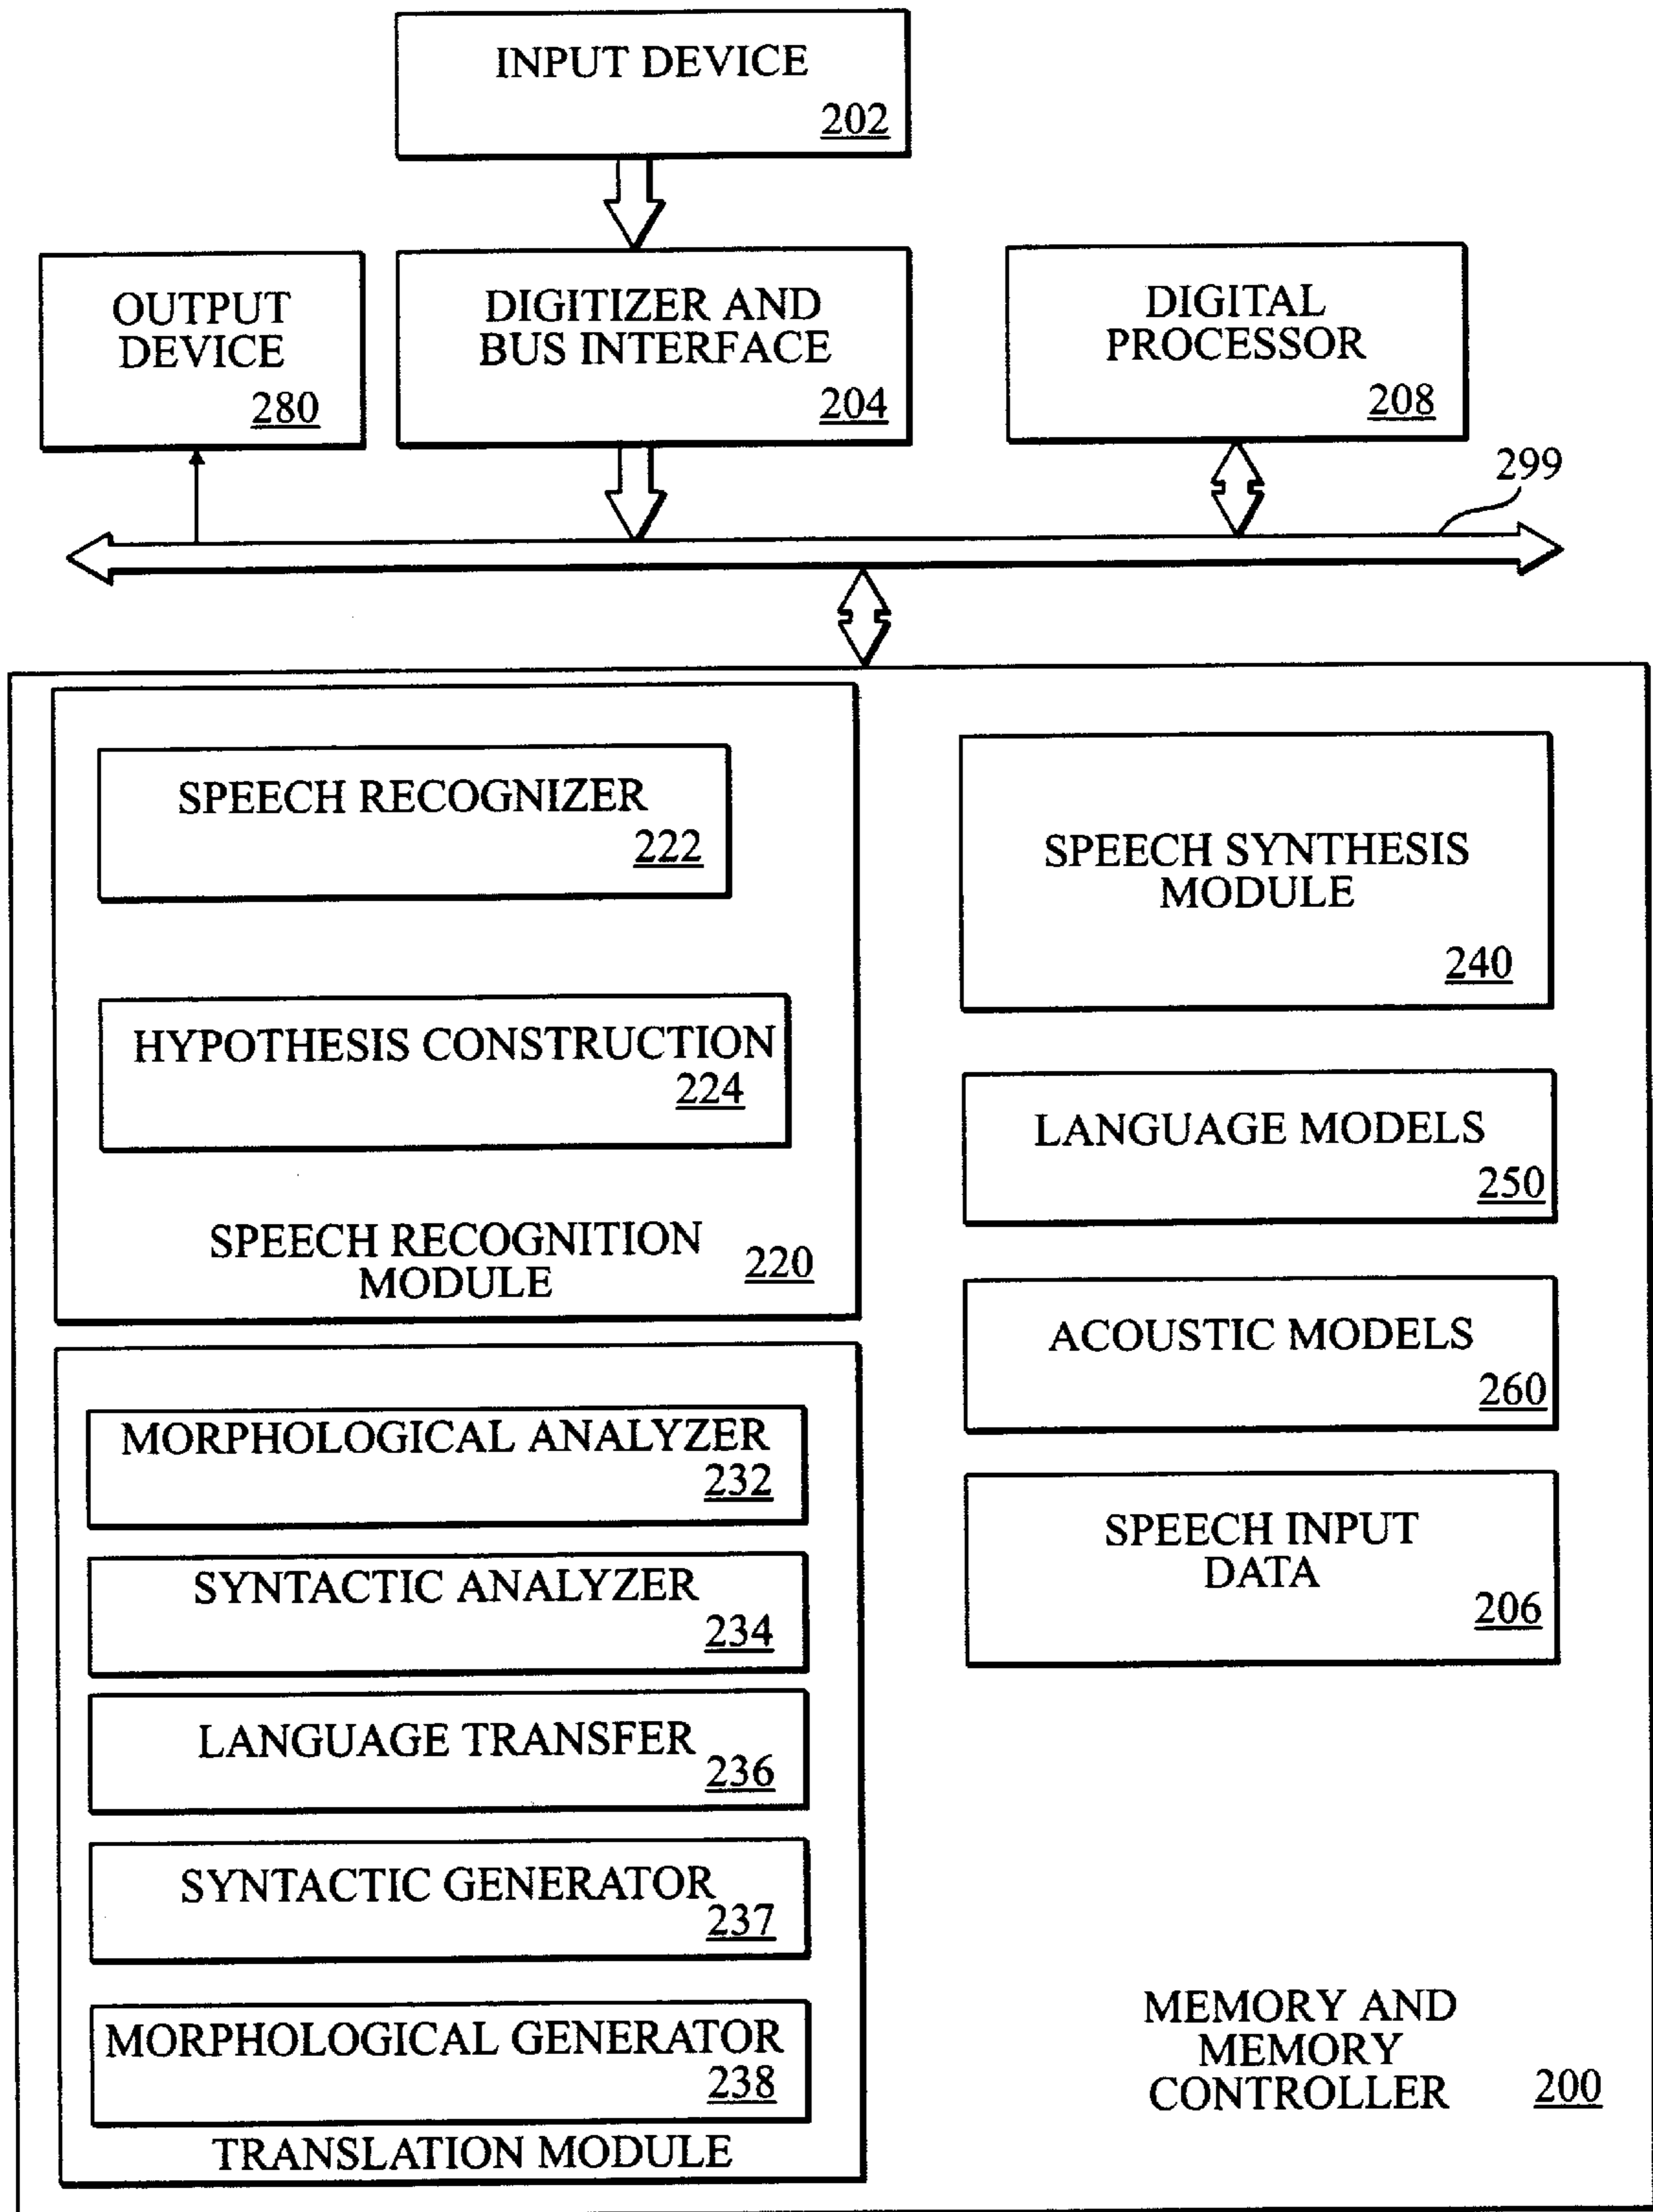 INPUT DEVICE
202
OUTPUT
DEVICE
280
DIGITIZER AND
BUS INTERFACE
204
DIGITAL
PROCESSOR
208
299
SPEECH RECOGNIZER
222
HYPOTHESIS CONSTRUCTION
224
SPEECH RECOGNITION
MODULE
220
MORPHOLOGICAL ANALYZER
232
SYNTACTIC ANALYZER
234
LANGUAGE TRANSFER
236
SYNTACTIC GENERATOR
237
MORPHOLOGICAL GENERATOR
238
TRANSLATION MODULE
SPEECH SYNTHESIS
MODULE
240
LANGUAGE MODELS
250
ACOUSTIC MODELS
260
SPEECH INPUT
DATA
206
MEMORY AND
MEMORY
CONTROLLER
200